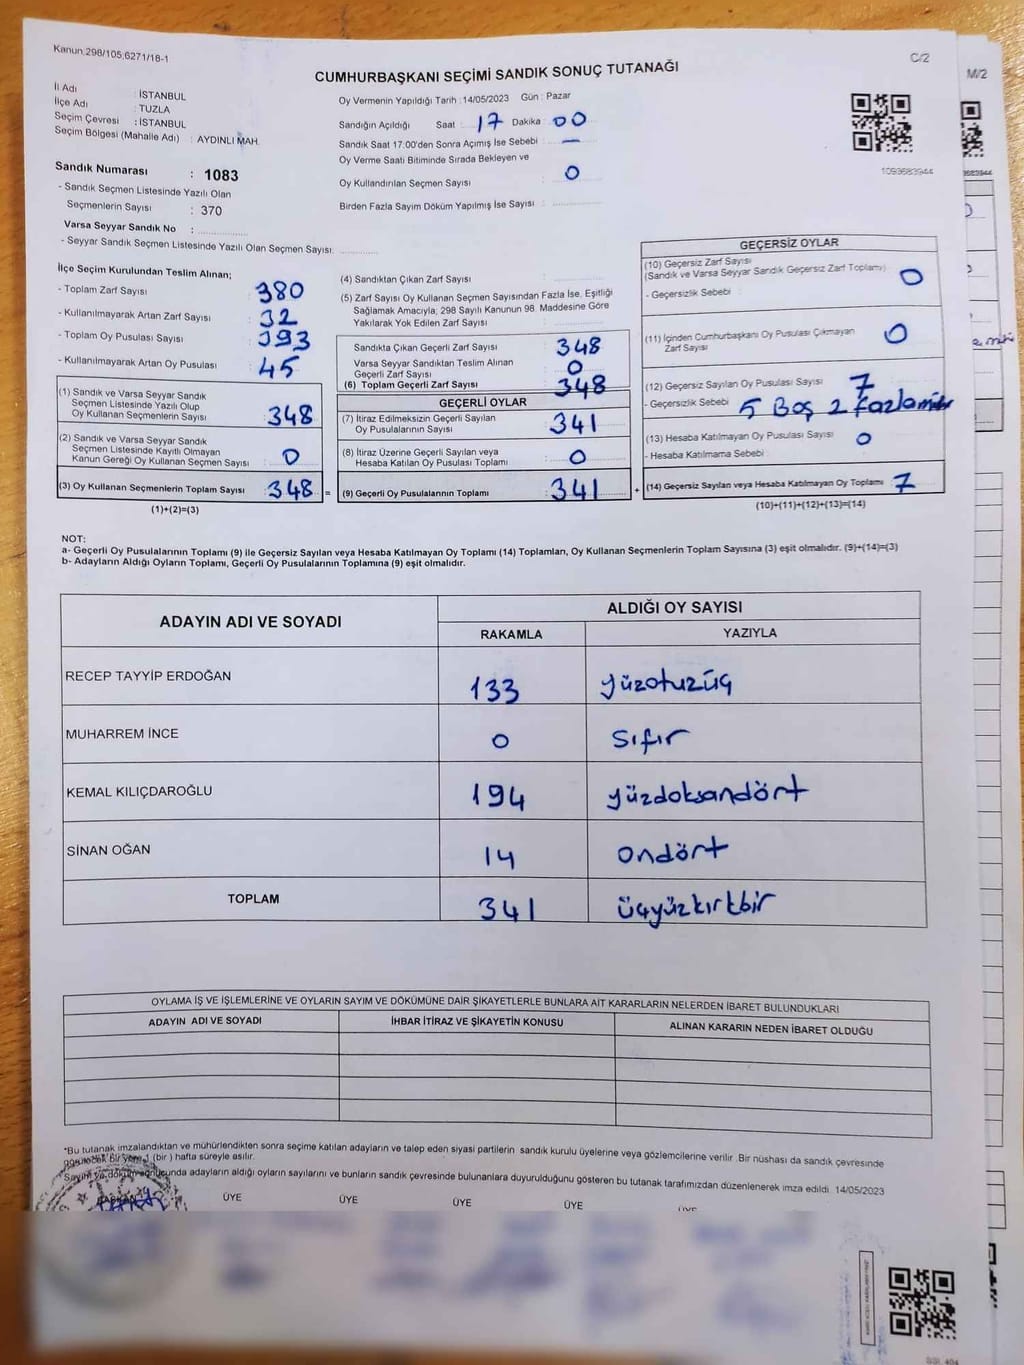 Kanun,298/105,6271/18-1
C/2
M/2
CUMHURBAŞKANI SEÇİMİ SANDIK SONUÇ TUTANAĞI
İl Adı : İSTANBUL
İlçe Adı : TUZLA
Seçim Çevresi : İSTANBUL
Seçim Bölgesi (Mahalle Adı) : AYDINLI MAH.
Sandık Numarası : 1083
- Sandık Seçmen Listesinde Yazılı Olan
Seçmenlerin Sayısı : 370
Varsa Seyyar Sandık No :
- Seyyar Sandık Seçmen Listesinde Yazılı Olan Seçmen Sayısı:
Oy Vermenin Yapıldığı Tarih :14/05/2023 Gün : Pazar
Sandığın Açıldığı Saat : 17 Dakika : 00
Sandık Saat 17:00'den Sonra Açımış İse Sebebi : —
Oy Verme Saati Bitiminde Sırada Bekleyen ve
Oy Kullandırılan Seçmen Sayısı : 0
Birden Fazla Sayım Döküm Yapılmış İse Sayısı :
1093683944
İlçe Seçim Kurulundan Teslim Alınan;
- Toplam Zarf Sayısı : 380
- Kullanılmayarak Artan Zarf Sayısı : 32
- Toplam Oy Pusulası Sayısı : 393
- Kullanılmayarak Artan Oy Pusulası : 45
(1) Sandık ve Varsa Seyyar Sandık
Seçmen Listesinde Yazılı Olup
Oy Kullanan Seçmenlerin Sayısı : 348
(2) Sandık ve Varsa Seyyar Sandık
Seçmen Listesinde Kayıtlı Olmayan
Kanun Gereği Oy Kullanan Seçmen Sayısı : 0
(3) Oy Kullanan Seçmenlerin Toplam Sayısı : 348 =
(1)+(2)=(3)
(4) Sandıktan Çıkan Zarf Sayısı :
(5) Zarf Sayısı Oy Kullanan Seçmen Sayısından Fazla İse, Eşitliği
Sağlamak Amacıyla; 298 Sayılı Kanunun 98. Maddesine Göre
Yakılarak Yok Edilen Zarf Sayısı :
Sandıkta Çıkan Geçerli Zarf Sayısı : 348
Varsa Seyyar Sandıktan Teslim Alınan
Geçerli Zarf Sayısı : 0
(6) Toplam Geçerli Zarf Sayısı : 348
GEÇERLİ OYLAR
(7) İtiraz Edilmeksizin Geçerli Sayılan
Oy Pusulalarının Sayısı : 341
(8) İtiraz Üzerine Geçerli Sayılan veya
Hesaba Katılan Oy Pusulası Toplamı : 0
(9) Geçerli Oy Pusulalarının Toplamı : 341 +
GEÇERSİZ OYLAR
(10) Geçersiz Zarf Sayısı
(Sandık ve Varsa Seyyar Sandık Geçersiz Zarf Toplamı) : 0
- Geçersizlik Sebebi :
(11) İçinden Cumhurbaşkanı Oy Pusulası Çıkmayan
Zarf Sayısı : 0
(12) Geçersiz Sayılan Oy Pusulası Sayısı : 7
- Geçersizlik Sebebi : 5 Boş 2 fazla
(13) Hesaba Katılmayan Oy Pusulası Sayısı : 0
- Hesaba Katılmama Sebebi :
(14) Geçersiz Sayılan veya Hesaba Katılmayan Oy Toplamı : 7
(10)+(11)+(12)+(13)=(14)
NOT:
a- Geçerli Oy Pusulalarının Toplamı (9) ile Geçersiz Sayılan veya Hesaba Katılmayan Oy Toplamı (14) Toplamları, Oy Kullanan Seçmenlerin Toplam Sayısına (3) eşit olmalıdır. (9)+(14)=(3)
b- Adayların Aldığı Oyların Toplamı, Geçerli Oy Pusulalarının Toplamına (9) eşit olmalıdır.
ADAYIN ADI VE SOYADI
ALDIĞI OY SAYISI
RAKAMLA YAZIYLA
RECEP TAYYİP ERDOĞAN 133 yüzotuzüç
MUHARREM İNCE 0 sıfır
KEMAL KILIÇDAROĞLU 194 yüzdoksandört
SİNAN OĞAN 14 ondört
TOPLAM 341 üçyüzkırkbir
OYLAMA İŞ VE İŞLEMLERİNE VE OYLARIN SAYIM VE DÖKÜMÜNE DAİR ŞİKAYETLERLE BUNLARA AİT KARARLARIN NELERDEN İBARET BULUNDUKLARI
ADAYIN ADI VE SOYADI
İHBAR İTİRAZ VE ŞİKAYETİN KONUSU
ALINAN KARARIN NEDEN İBARET OLDUĞU
"Bu tutanak imzalandıktan ve mühürlendikten sonra seçime katılan adayların ve talep eden siyasi partilerin sandık kurulu üyelerine veya gözlemcilerine verilir .Bir nüshası da sandık çevresinde
görülecek bir yere 1 (bir ) hafta süreyle asılır.
Sayım ve döküm sonucunda adayların aldığı oyların sayılarını ve bunların sandık çevresinde bulunanlara duyurulduğunu gösteren bu tutanak tarafımızdan düzenlenerek imza edildi. 14/05/2023
BAŞKAN ÜYE ÜYE ÜYE ÜYE